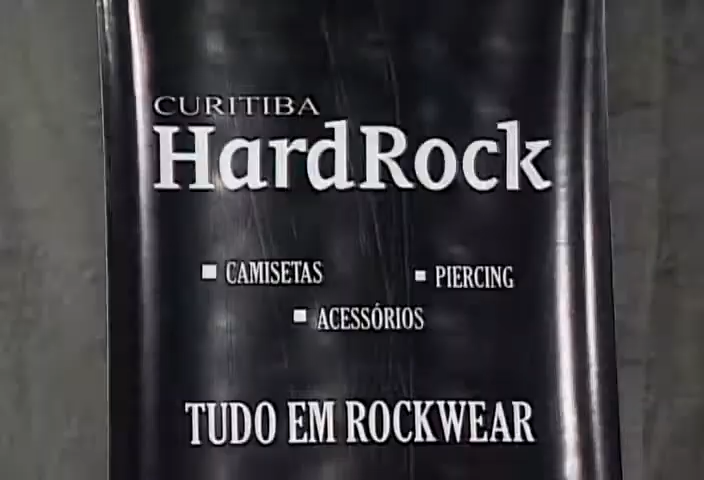 CURITIBA
HardRock
CAMISETAS
PIERCING
ACESSÓRIOS
TUDO EM ROCKWEAR